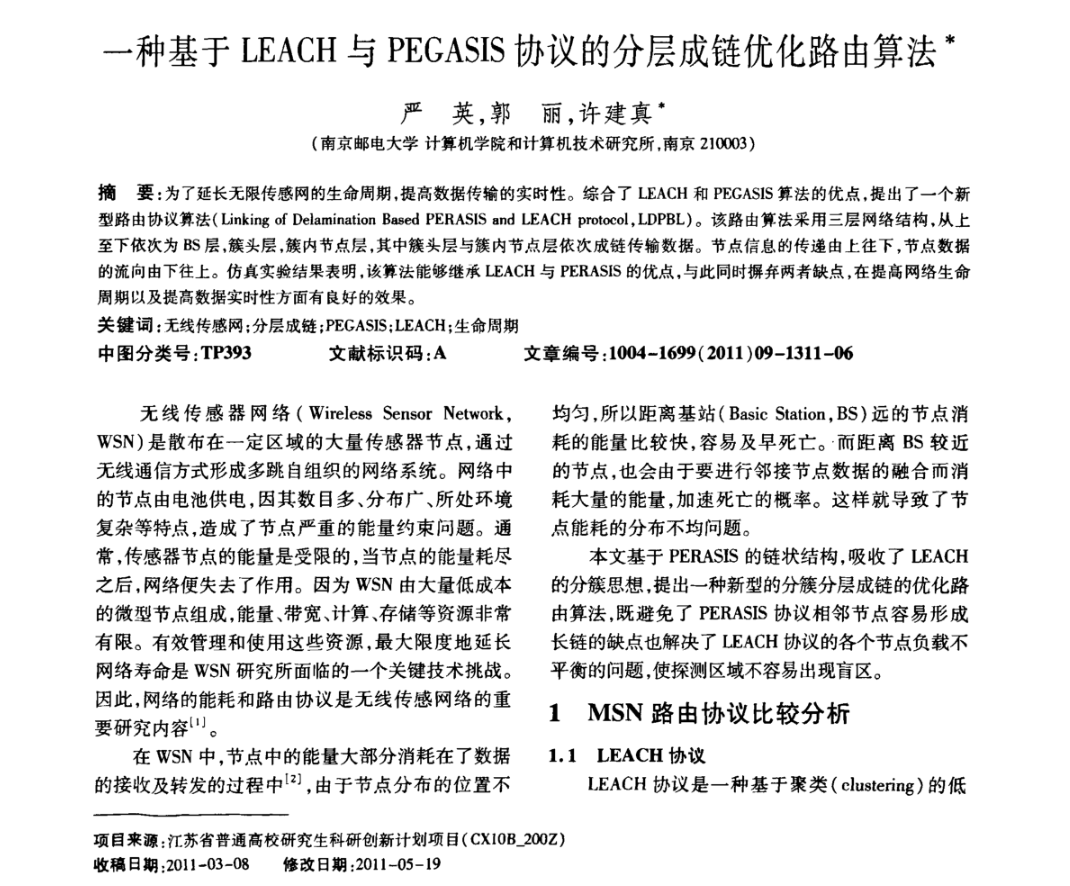 一种基于 LEACH 与 PEGASIS 协议的分层成链优化路由算法*
严 英,郭 丽,许建真*
(南京邮电大学 计算机学院和计算机技术研究所,南京 210003)
摘 要:为了延长无限传感网的生命周期,提高数据传输的实时性。综合了 LEACH 和 PEGASIS 算法的优点,提出了一个新
型路由协议算法(Linking of Delamination Based PERASIS and LEACH protocol,LDPBL)。该路由算法采用三层网络结构,从上
至下依次为 BS 层,簇头层,簇内节点层,其中簇头层与簇内节点层依次成链传输数据。节点信息的传递由上往下,节点数据
的流向由下往上。仿真实验结果表明,该算法能够继承 LEACH 与 PERASIS 的优点,与此同时摒弃两者缺点,在提高网络生命
周期以及提高数据实时性方面有良好的效果。
关键词:无线传感网;分层成链;PEGASIS;LEACH;生命周期
中图分类号:TP393 文献标识码:A 文章编号:1004-1699(2011)09-1311-06
无线传感器网络(Wireless Sensor Network,
WSN)是散布在一定区域的大量传感器节点,通过
无线通信方式形成多跳自组织的网络系统。网络中
的节点由电池供电,因其数目多、分布广、所处环境
复杂等特点,造成了节点严重的能量约束问题。通
常,传感器节点的能量是受限的,当节点的能量耗尽
之后,网络便失去了作用。因为 WSN 由大量低成本
的微型节点组成,能量、带宽、计算、存储等资源非常
有限。有效管理和使用这些资源,最大限度地延长
网络寿命是 WSN 研究所面临的一个关键技术挑战。
因此,网络的能耗和路由协议是无线传感网络的重
要研究内容[1]。
在 WSN 中,节点中的能量大部分消耗在了数据
的接收及转发的过程中[2],由于节点分布的位置不
均匀,所以距离基站(Basic Station,BS)远的节点消
耗的能量比较快,容易及早死亡。而距离 BS 较近
的节点,也会由于要进行邻接节点数据的融合而消
耗大量的能量,加速死亡的概率。这样就导致了节
点能耗的分布不均问题。
本文基于 PERASIS 的链状结构,吸收了 LEACH
的分簇思想,提出一种新型的分簇分层成链的优化路
由算法,既避免了 PERASIS 协议相邻节点容易形成
长链的缺点也解决了 LEACH 协议的各个节点负载不
平衡的问题,使探测区域不容易出现盲区。
1 MSN 路由协议比较分析
1.1 LEACH 协议
LEACH 协议是一种基于聚类(clustering)的低
项目来源:江苏省普通高校研究生科研创新计划项目(CX10B_200Z)
收稿日期:2011-03-08 修改日期:2011-05-19